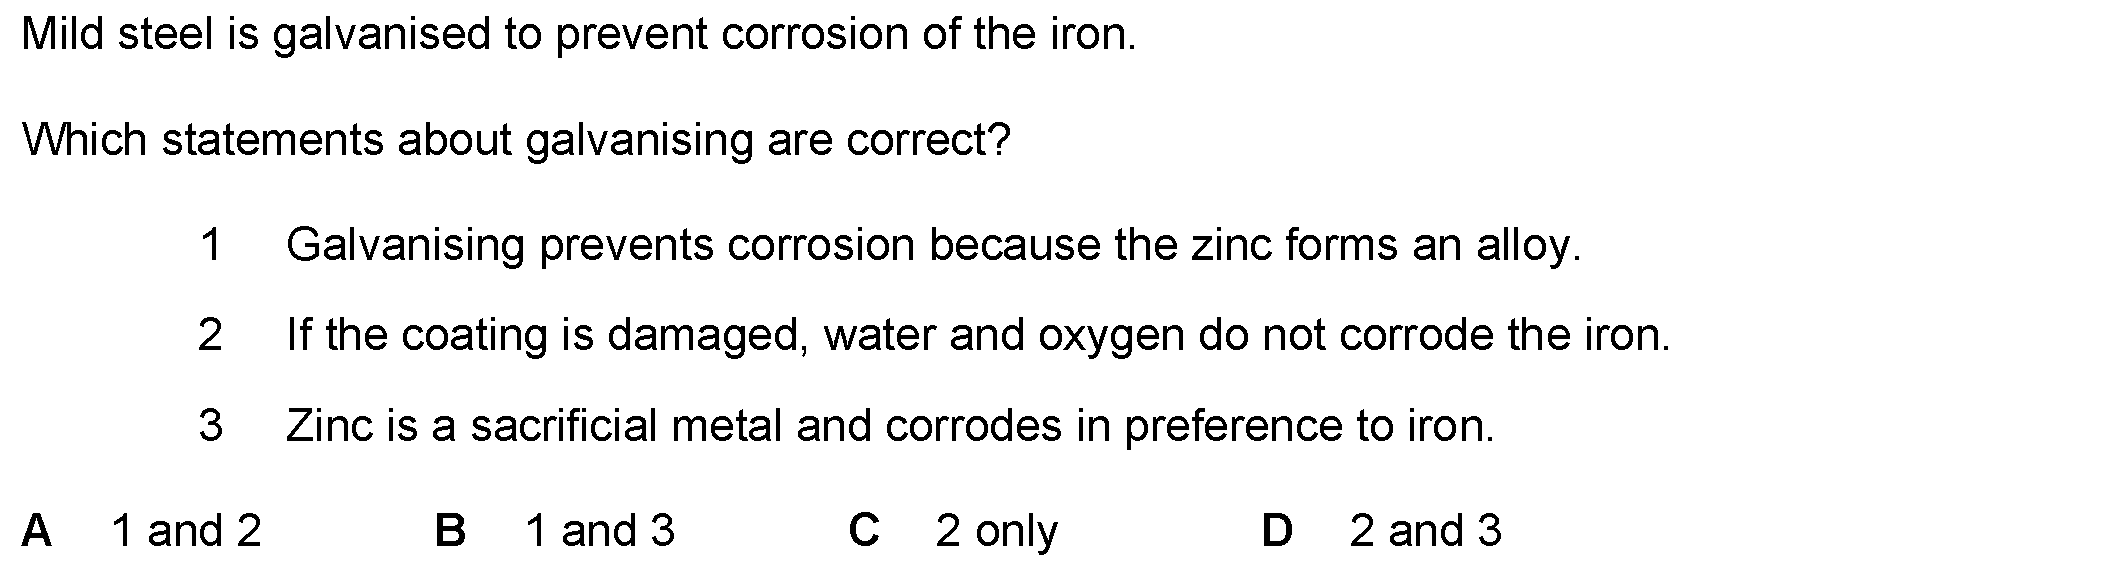 Mild steel is galvanised to prevent corrosion of the iron.
Which statements about galvanising are correct?
1 Galvanising prevents corrosion because the zinc forms an alloy.
2 If the coating is damaged, water and oxygen do not corrode the iron.
3 Zinc is a sacrificial metal and corrodes in preference to iron.
A 1 and 2 B 1 and 3 C 2 only D 2 and 3